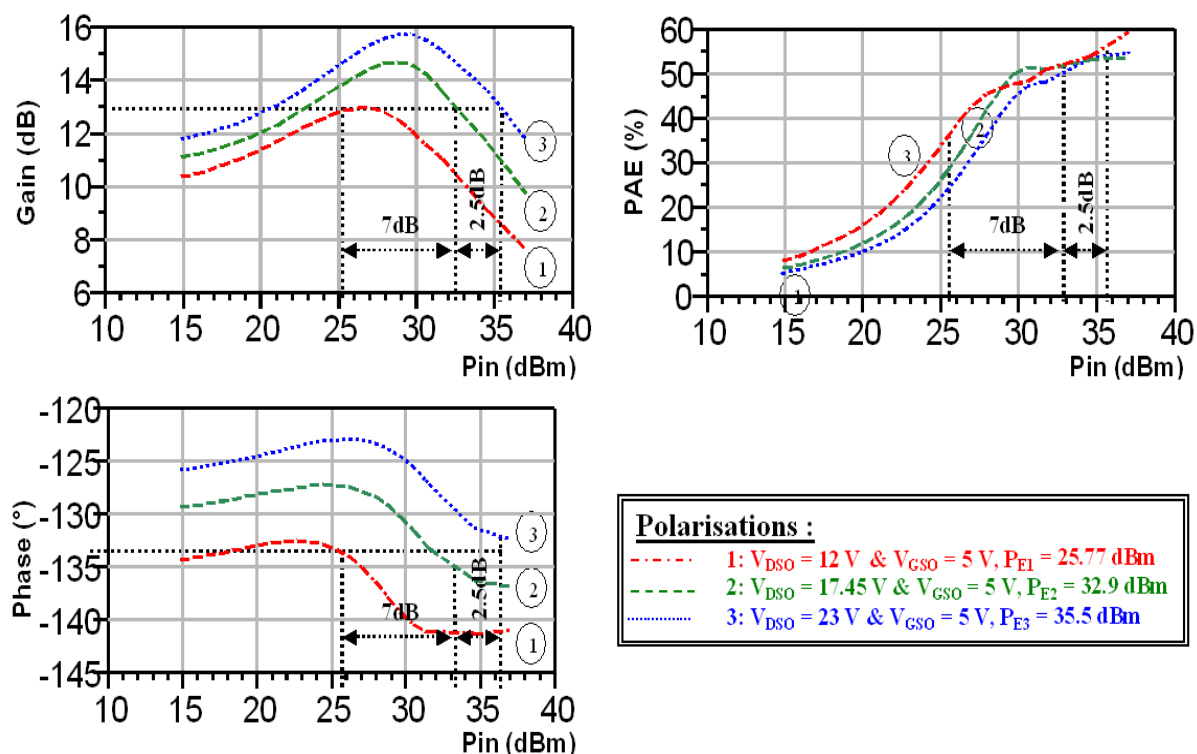 16
14
12
10
8
6
Gain (dB)
7dB
2.5dB
3
2
1
10 15 20 25 30 35 40
Pin (dBm)
60
50
40
30
20
10
0
PAE (%)
3
2
1
7dB
2.5dB
10 15 20 25 30 35 40
Pin (dBm)
-120
-125
-130
-135
-140
-145
Phase (°)
7dB
2.5dB
3
2
1
10 15 20 25 30 35 40
Pin (dBm)
Polarisations :
1: VDSO = 12 V & VGSO = 5 V, PE1 = 25.77 dBm
2: VDSO = 17.45 V & VGSO = 5 V, PE2 = 32.9 dBm
3: VDSO = 23 V & VGSO = 5 V, PE3 = 35.5 dBm